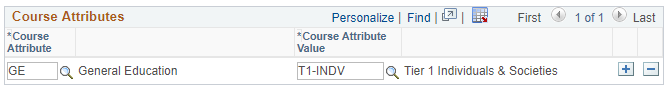 Course Attributes Personalize | Find | | First 1 of 1 Last
*Course Attribute *Course Attribute Value
GE General Education T1-INDV Tier 1 Individuals & Societies